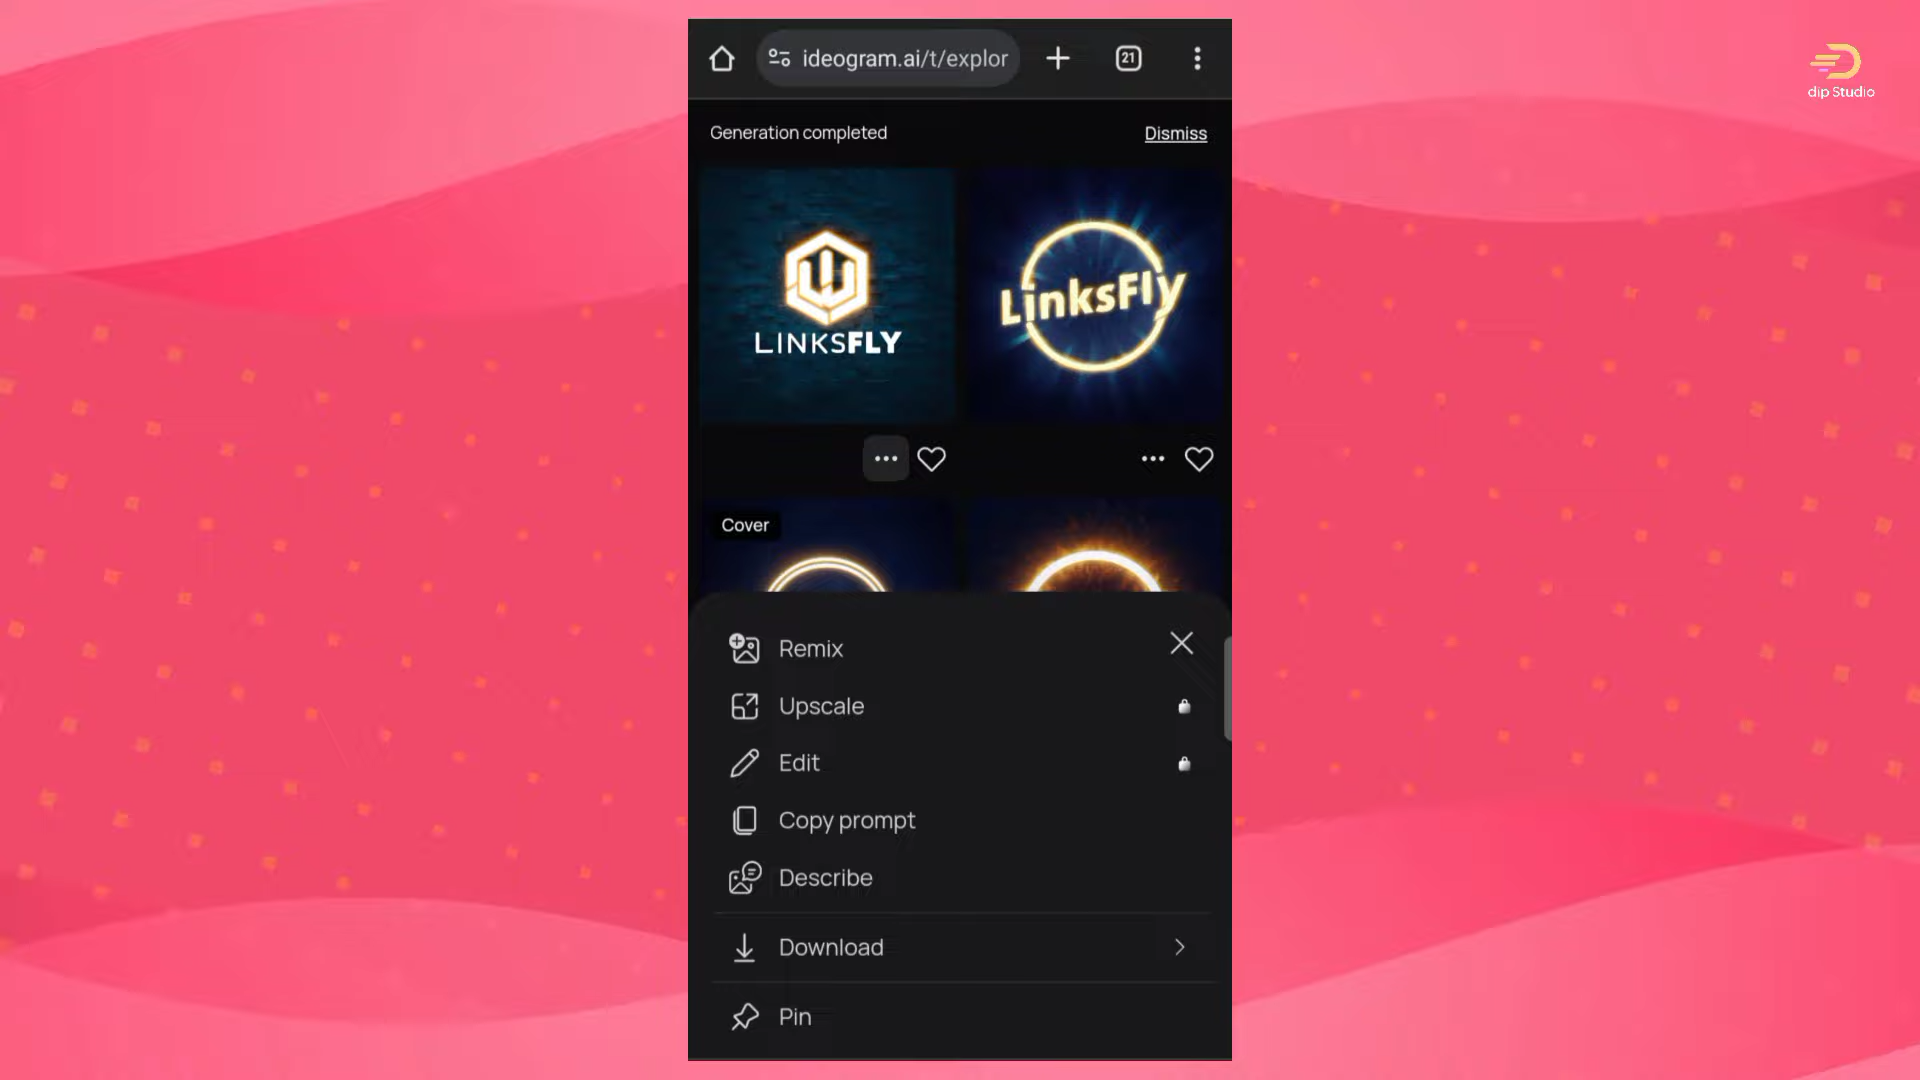 ideogram.ai/t/explor
21
dip Studio
Generation completed
Dismiss
LINKSFLY
LinksFly
Cover
Remix
Upscale
Edit
Copy prompt
Describe
Download
Pin